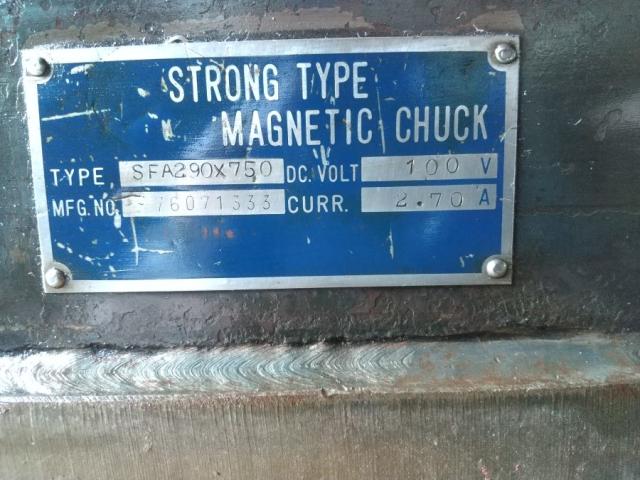 STRONG TYPE
MAGNETIC CHUCK
TYPE SFA290X750 DC.VOLT 100 V
MFG.NO. 76071333 CURR. 2.70 A